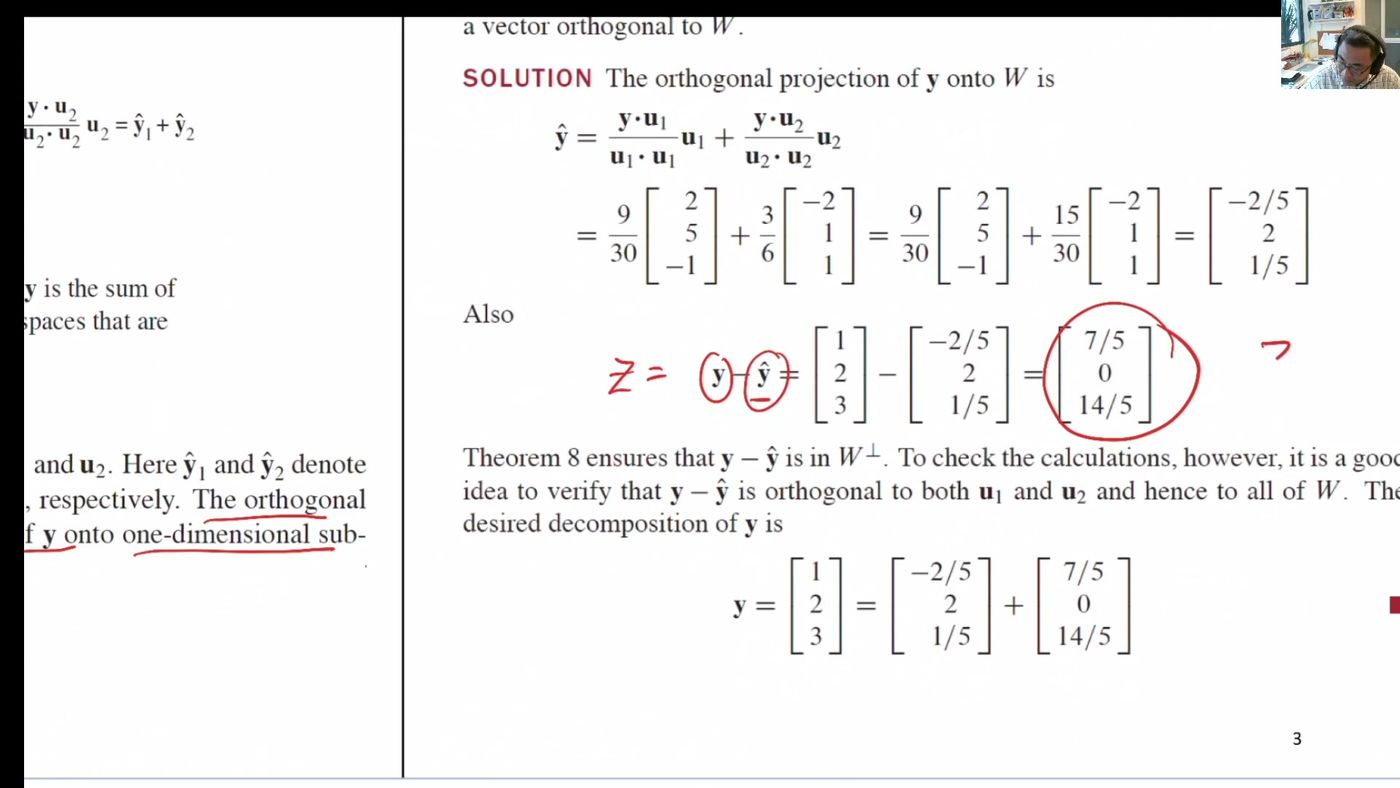 y · u₂
u₂ · u₂ u₂ = ŷ₁ + ŷ₂
y is the sum of
spaces that are
and u₂. Here ŷ₁ and ŷ₂ denote
, respectively. The orthogonal
f y onto one-dimensional sub-
a vector orthogonal to W.
SOLUTION The orthogonal projection of y onto W is
ŷ = y·u₁ / u₁·u₁ u₁ + y·u₂ / u₂·u₂ u₂
= 9/30 [2 5 −1] + 3/6 [−2 1 1] = 9/30 [2 5 −1] + 15/30 [−2 1 1] = [−2/5 2 1/5]
Also
z = y − ŷ = [1 2 3] − [−2/5 2 1/5] = [7/5 0 14/5]
Theorem 8 ensures that y − ŷ is in W⊥. To check the calculations, however, it is a good
idea to verify that y − ŷ is orthogonal to both u₁ and u₂ and hence to all of W. The
desired decomposition of y is
y = [1 2 3] = [−2/5 2 1/5] + [7/5 0 14/5]
3